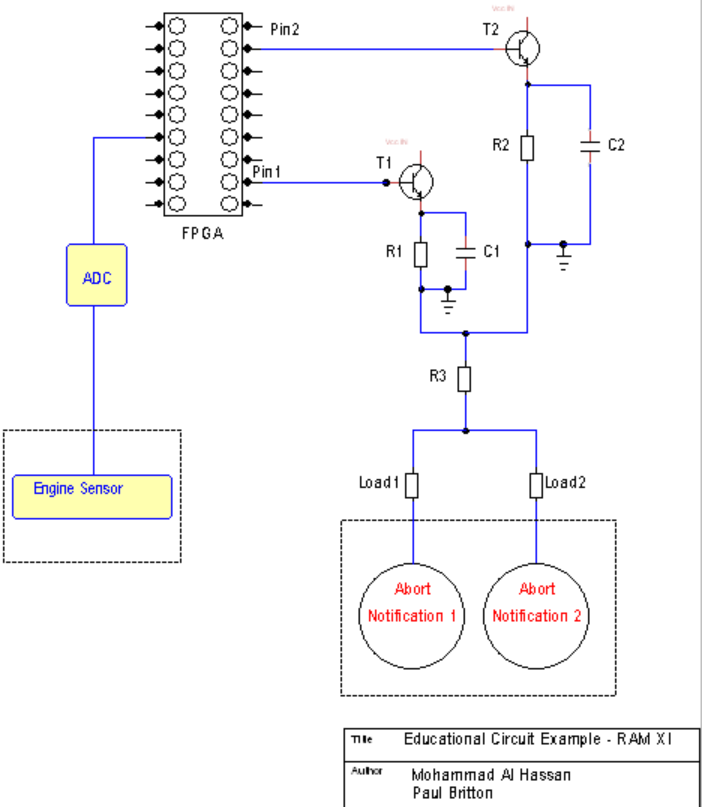 Pin2
T2
R2
C2
Pin1
T1
FPGA
R1
C1
ADC
R3
Engine Sensor
Load1
Load2
Abort
Notification 1
Abort
Notification 2
Title
Educational Circuit Example - RAM XI
Author
Mohammad Al Hassan
Paul Britton